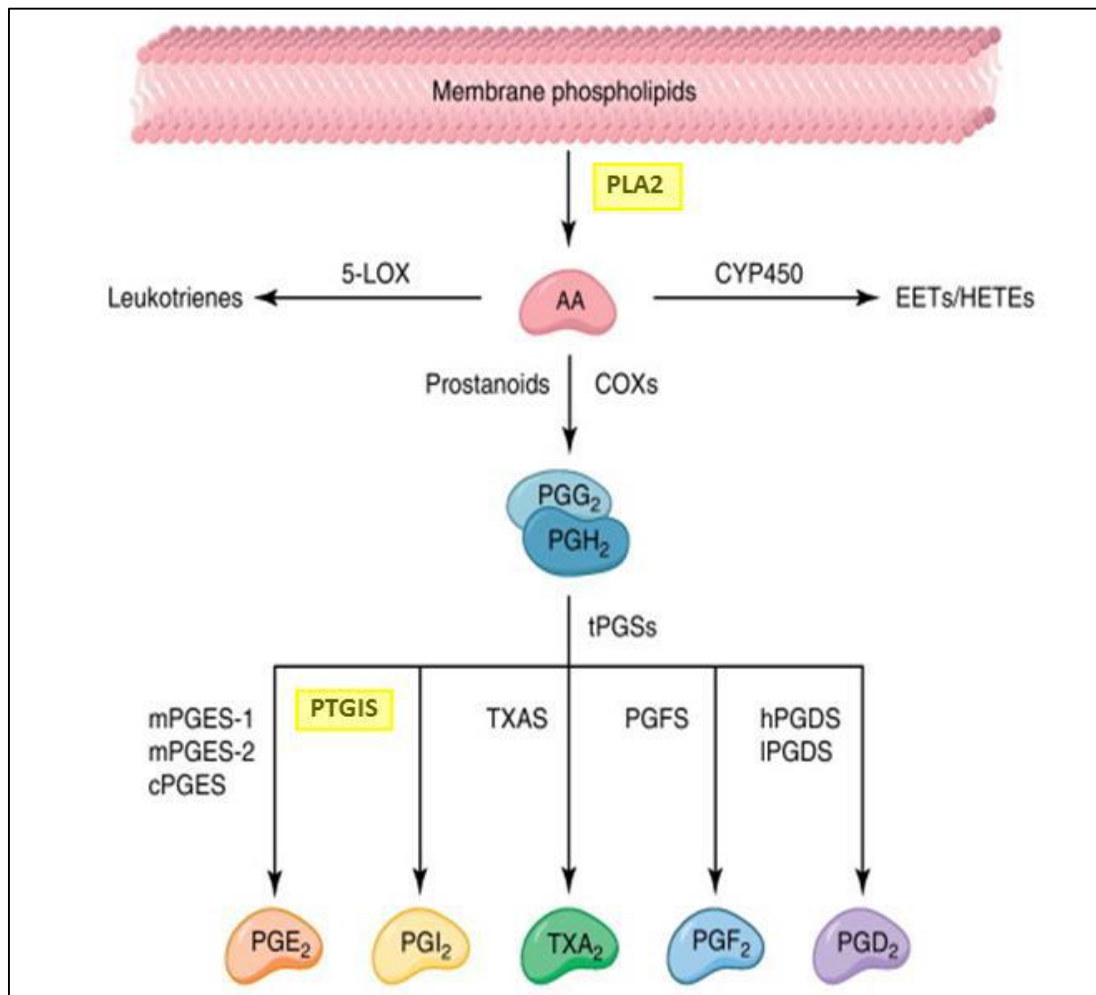 Membrane phospholipids
PLA2
5-LOX
CYP450
Leukotrienes
AA
EETs/HETEs
Prostanoids
COXs
PGG₂
PGH₂
tPGSs
mPGES-1
mPGES-2
cPGES
PTGIS
TXAS
PGFS
hPGDS
lPGDS
PGE₂
PGI₂
TXA₂
PGF₂
PGD₂